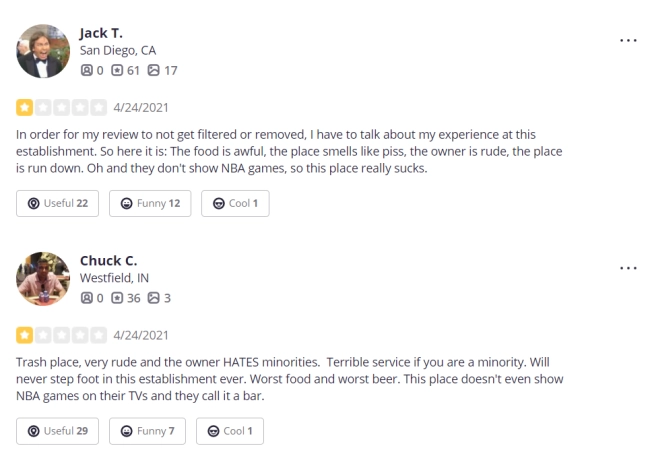 Jack T.
San Diego, CA
0 61 17
4/24/2021
In order for my review to not get filtered or removed, I have to talk about my experience at this
establishment. So here it is: The food is awful, the place smells like piss, the owner is rude, the place
is run down. Oh and they don't show NBA games, so this place really sucks.
Useful 22 Funny 12 Cool 1
Chuck C.
Westfield, IN
0 36 3
4/24/2021
Trash place, very rude and the owner HATES minorities. Terrible service if you are a minority. Will
never step foot in this establishment ever. Worst food and worst beer. This place doesn't even show
NBA games on their TVs and they call it a bar.
Useful 29 Funny 7 Cool 1